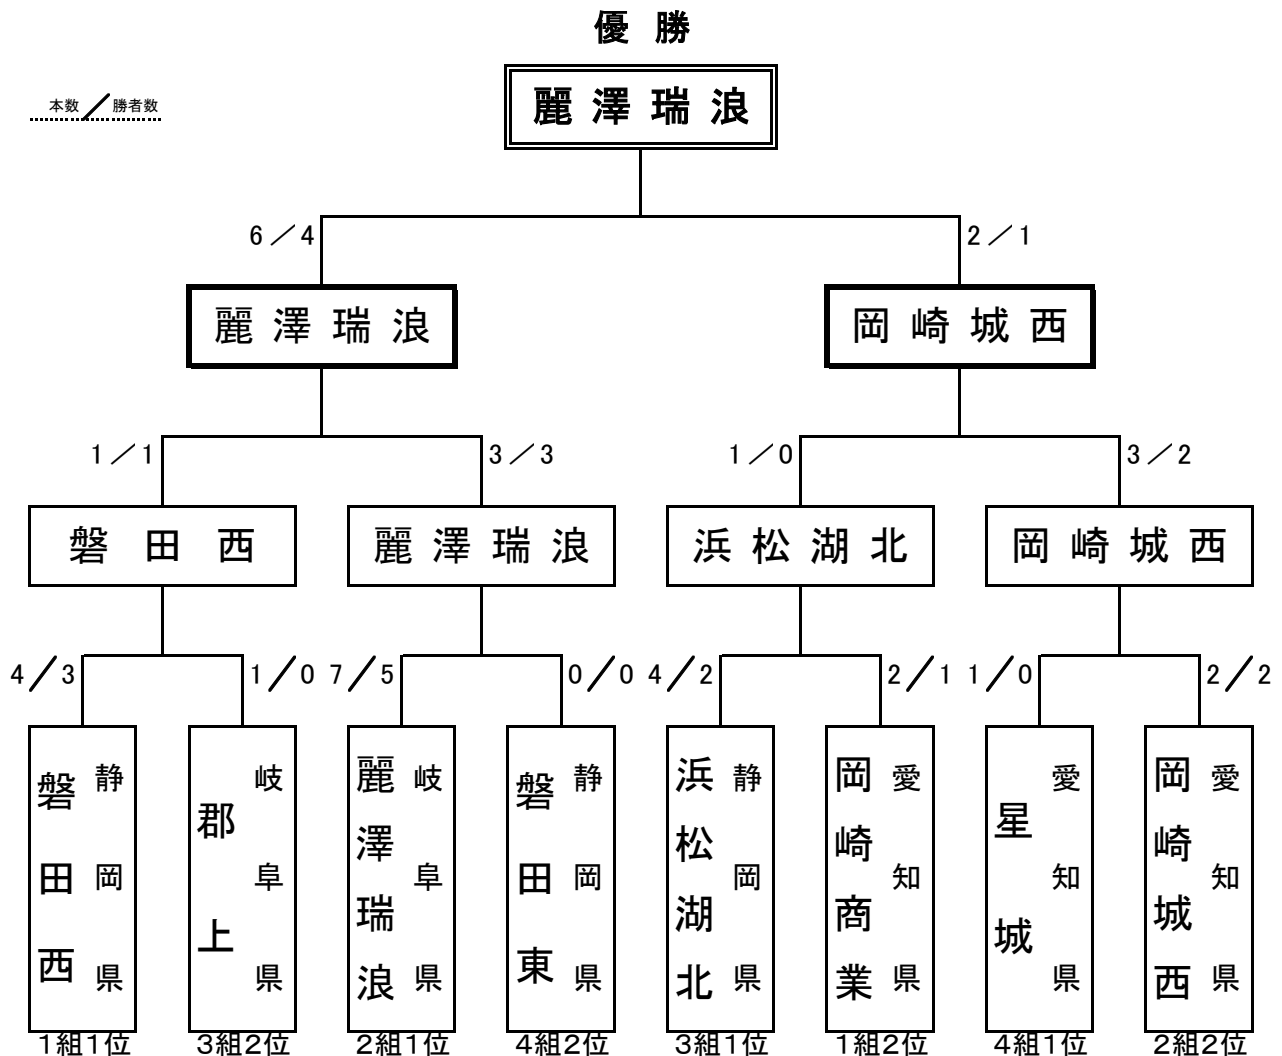 優勝
麗澤瑞浪
本数／勝者数
6／4
2／1
麗澤瑞浪
岡崎城西
1／1
3／3
1／0
3／2
磐田西
麗澤瑞浪
浜松湖北
岡崎城西
4／3
1／0
7／5
0／0
4／2
2／1
1／0
2／2
磐田西
静岡県
郡上
岐阜県
麗澤瑞浪
岐阜県
磐田東
静岡県
浜松湖北
静岡県
岡崎商業
愛知県
星城
愛知県
岡崎城西
愛知県
１組１位
３組２位
２組１位
４組２位
３組１位
１組２位
４組１位
２組２位